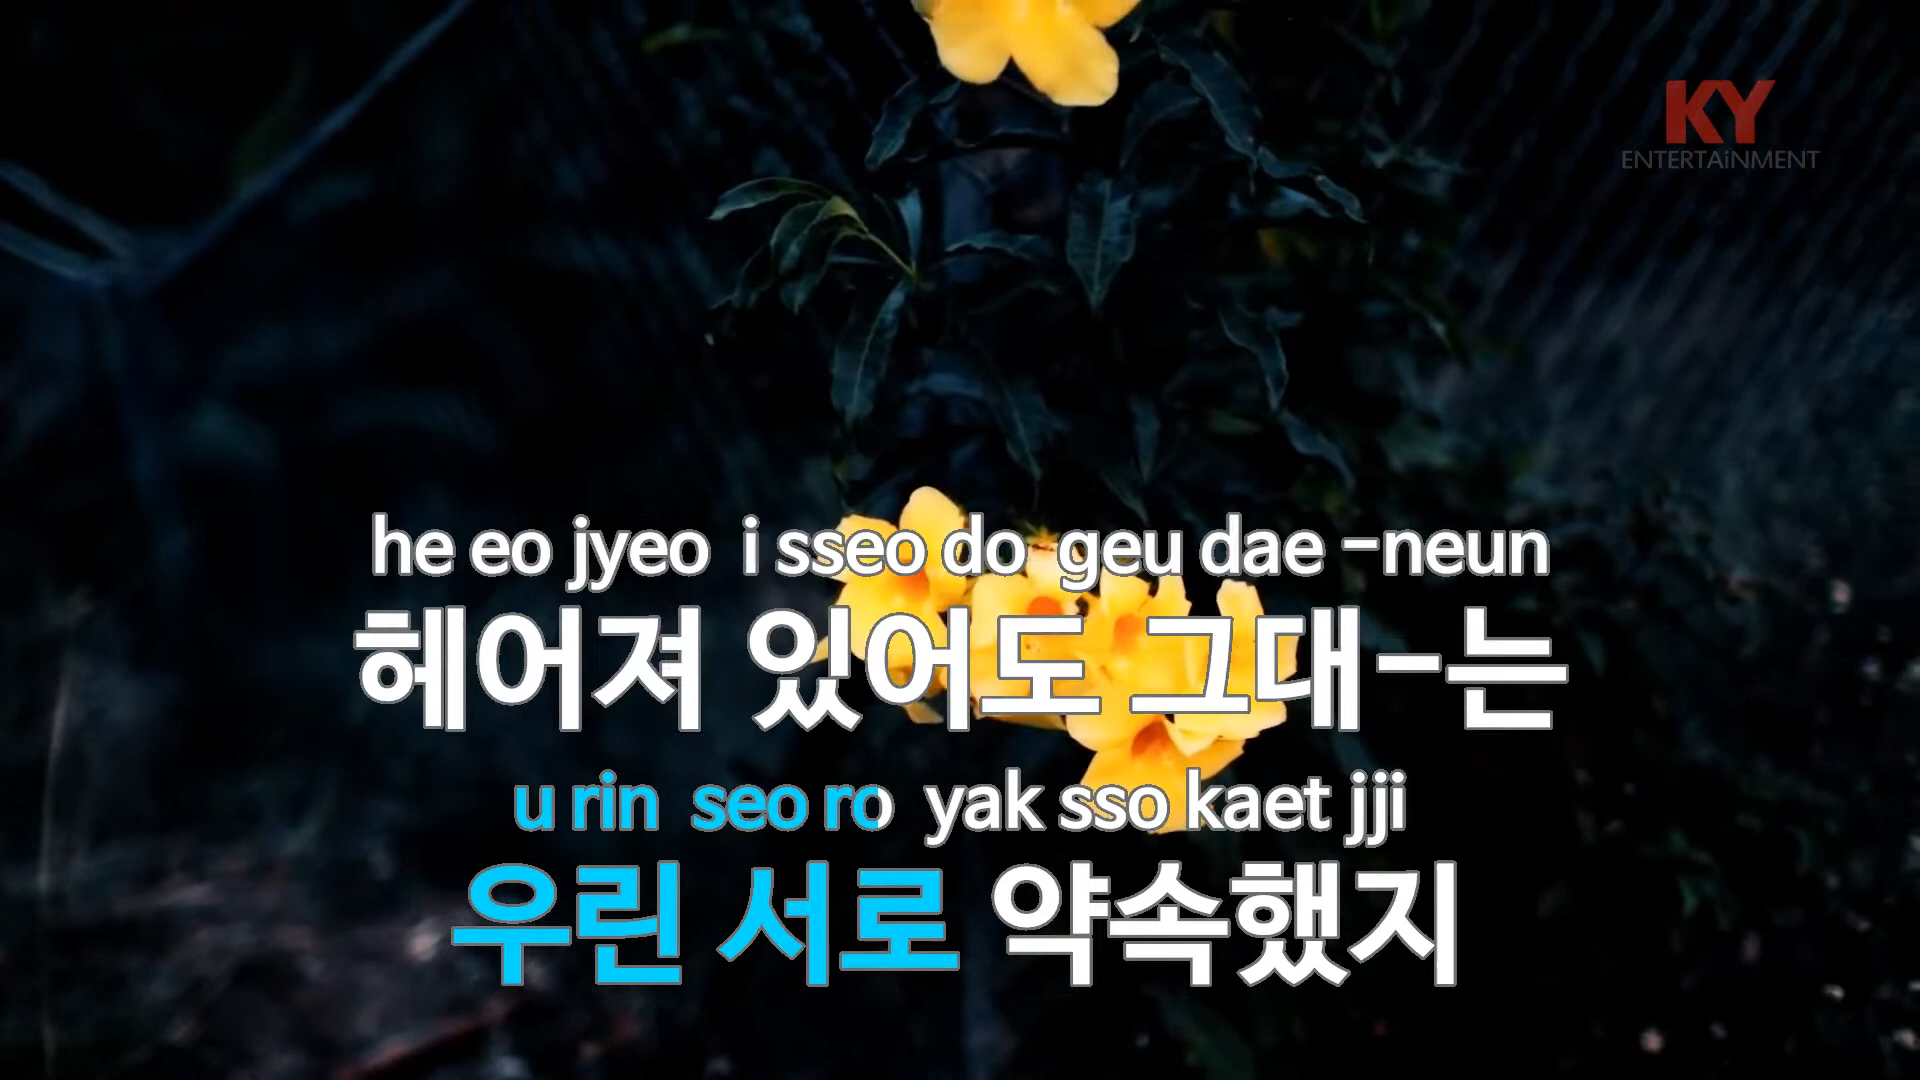 KY
ENTERTAiNMENT
he eo jyeo i sseo do geu dae -neun
헤어져 있어도 그대-는
u rin seo ro yak sso kaet jji
우린 서로 약속했지